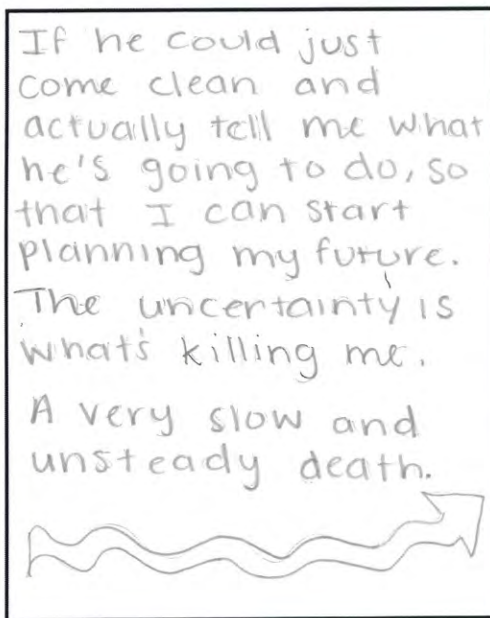 If he could just
come clean and
actually tell me what
he's going to do, so
that I can start
planning my future.
The uncertainty is
what's killing me.
A very slow and
unsteady death.